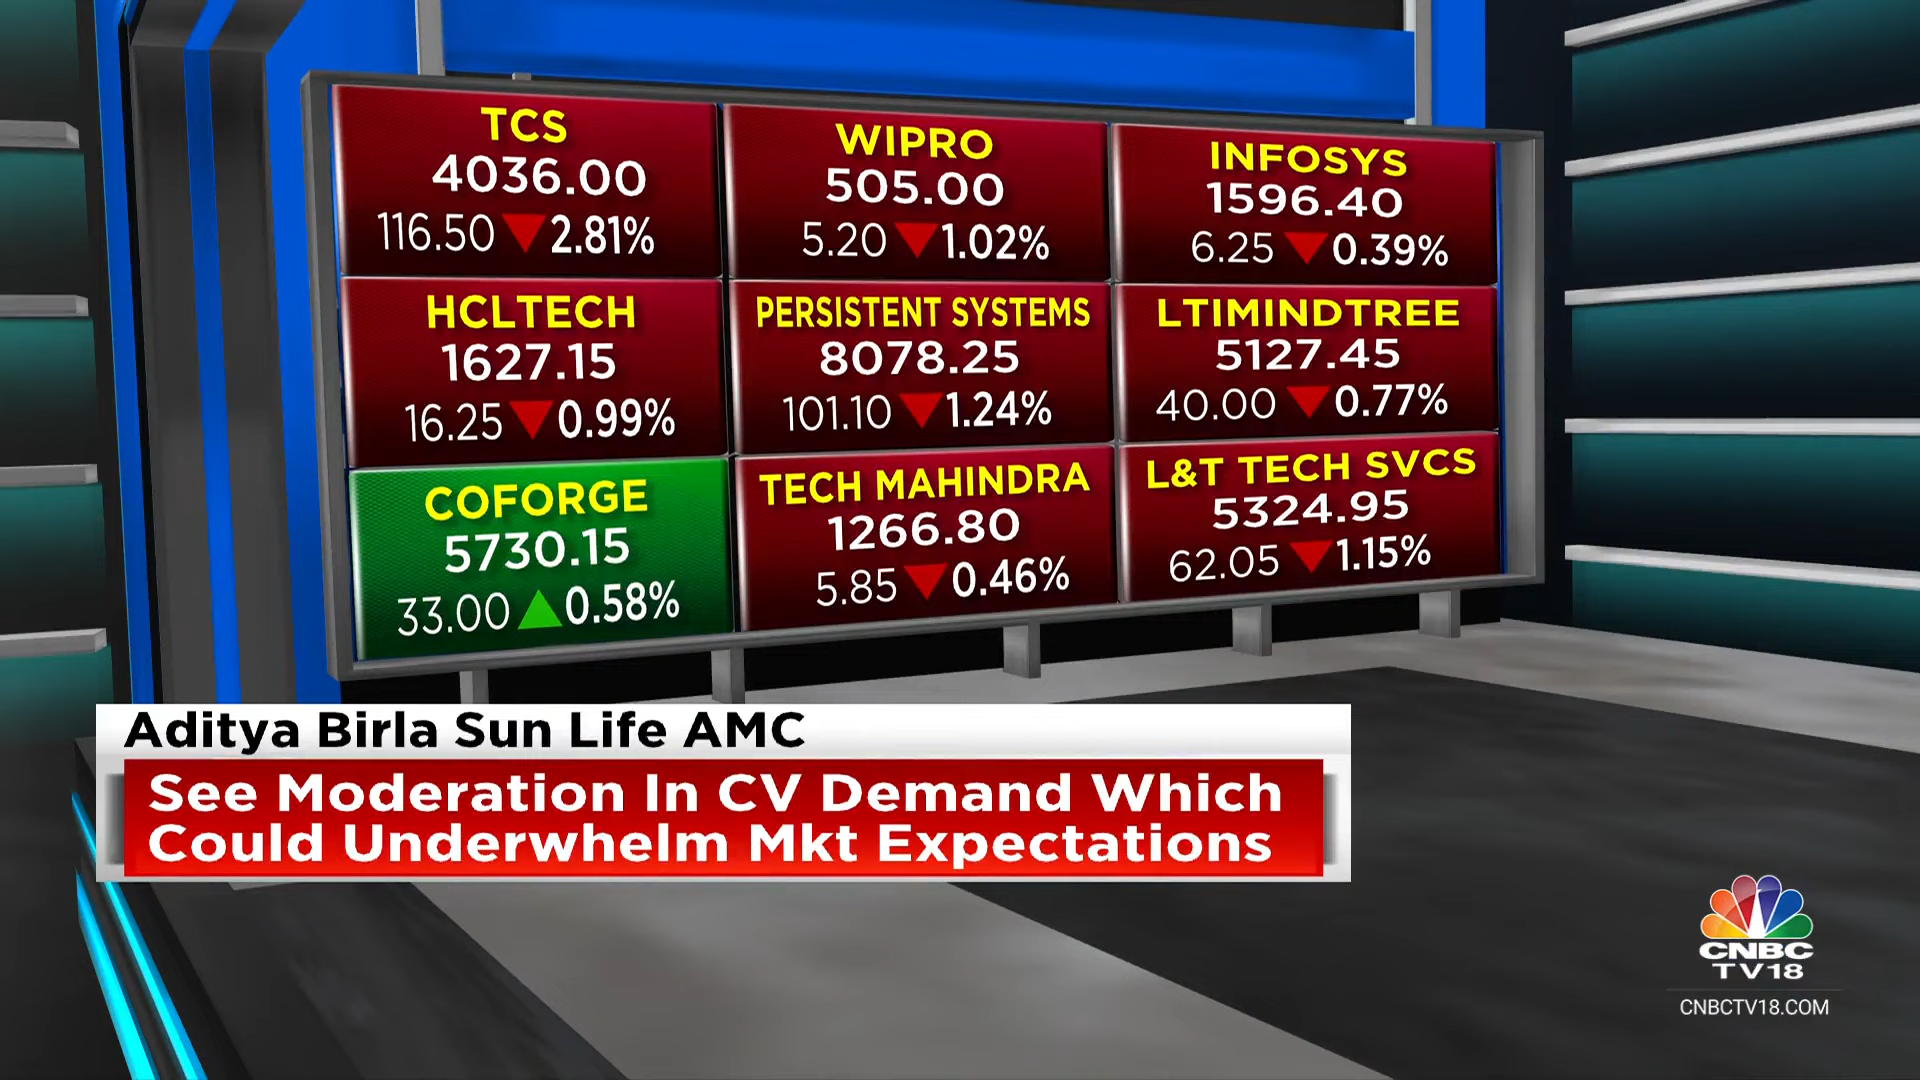 TCS
4036.00
116.50 ▼ 2.81%
WIPRO
505.00
5.20 ▼ 1.02%
INFOSYS
1596.40
6.25 ▼ 0.39%
HCLTECH
1627.15
16.25 ▼ 0.99%
PERSISTENT SYSTEMS
8078.25
101.10 ▼ 1.24%
LTIMINDTREE
5127.45
40.00 ▼ 0.77%
COFORGE
5730.15
33.00 ▲ 0.58%
TECH MAHINDRA
1266.80
5.85 ▼ 0.46%
L&T TECH SVCS
5324.95
62.05 ▼ 1.15%
Aditya Birla Sun Life AMC
See Moderation In CV Demand Which
Could Underwhelm Mkt Expectations
CNBC
TV18
CNBCTV18.COM